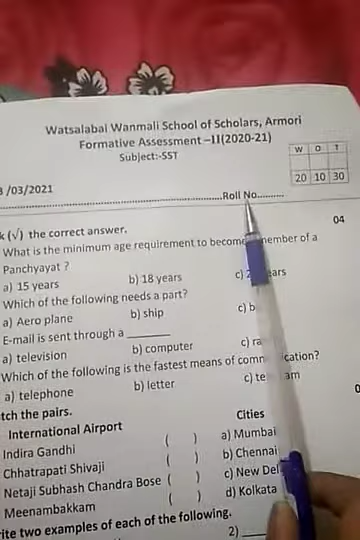 Watsalabai Wanmali School of Scholars, Armori
Formative Assessment –II(2020-21)
Subject:-SST
W O T
20 10 30
/03/2021
Roll No
(√) the correct answer. 04
What is the minimum age requirement to become member of a
Panchyayat ?
a) 15 years b) 18 years c)
Which of the following needs a part?
a) Aero plane b) ship c)
E-mail is sent through a ________
a) television b) computer c)
Which of the following is the fastest means of
a) telephone b) letter c)
the pairs.
International Airport Cities
Indira Gandhi ( ) a) Mumbai
Chhatrapati Shivaji ( ) b) Chennai
Netaji Subhash Chandra Bose ( ) c) New
Meenambakkam ( ) d) Kolkata
two examples of each of the following.
2)